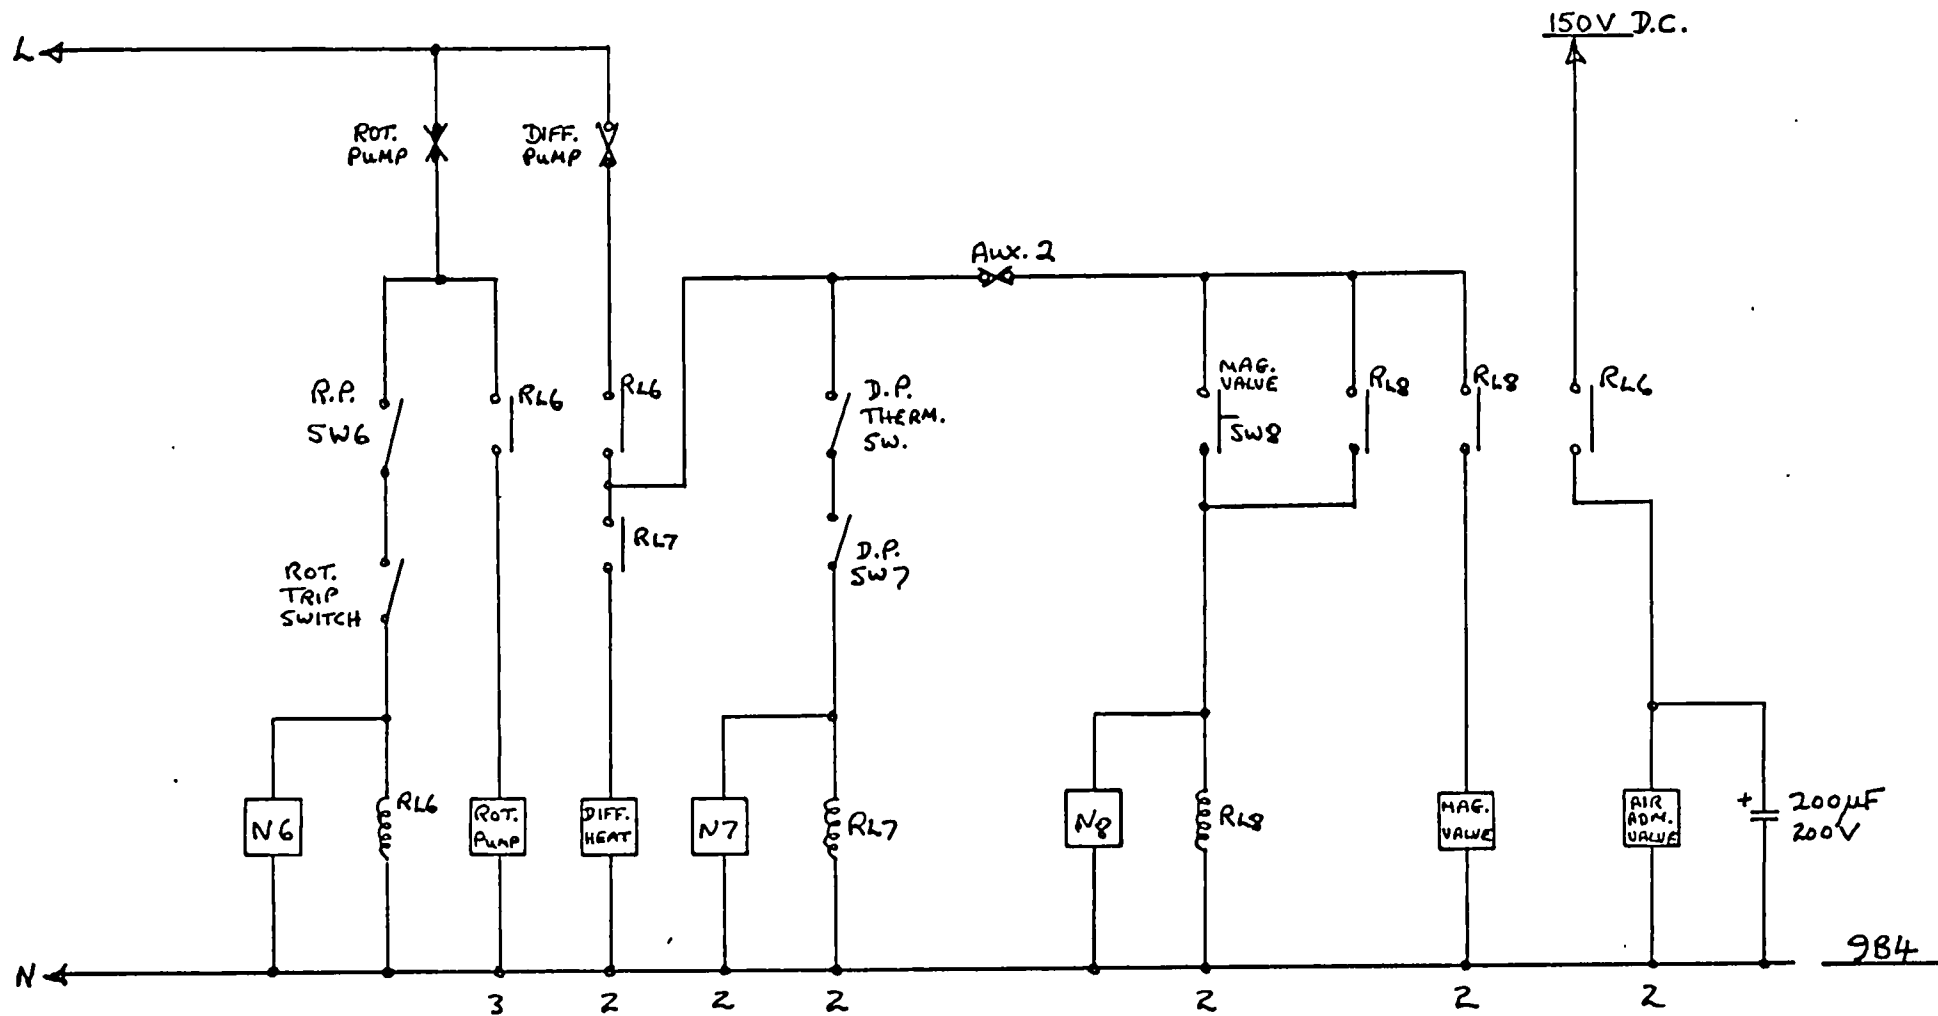 150V D.C.
L
ROT.
PUMP
DIFF.
PUMP
Aux. 2
R.P.
SW6
RL6
RL6
D.P.
THERM.
SW.
MAG.
VALVE
SW8
RL8
RL8
RL6
RL7
D.P.
SW7
ROT.
TRIP
SWITCH
N6
RL6
ROT.
PUMP
DIFF.
HEAT
N7
RL7
N8
RL8
MAG.
VALVE
AIR
ADM.
VALVE
+
200µF
200V
N
9B4
3
2
2
2
2
2
2